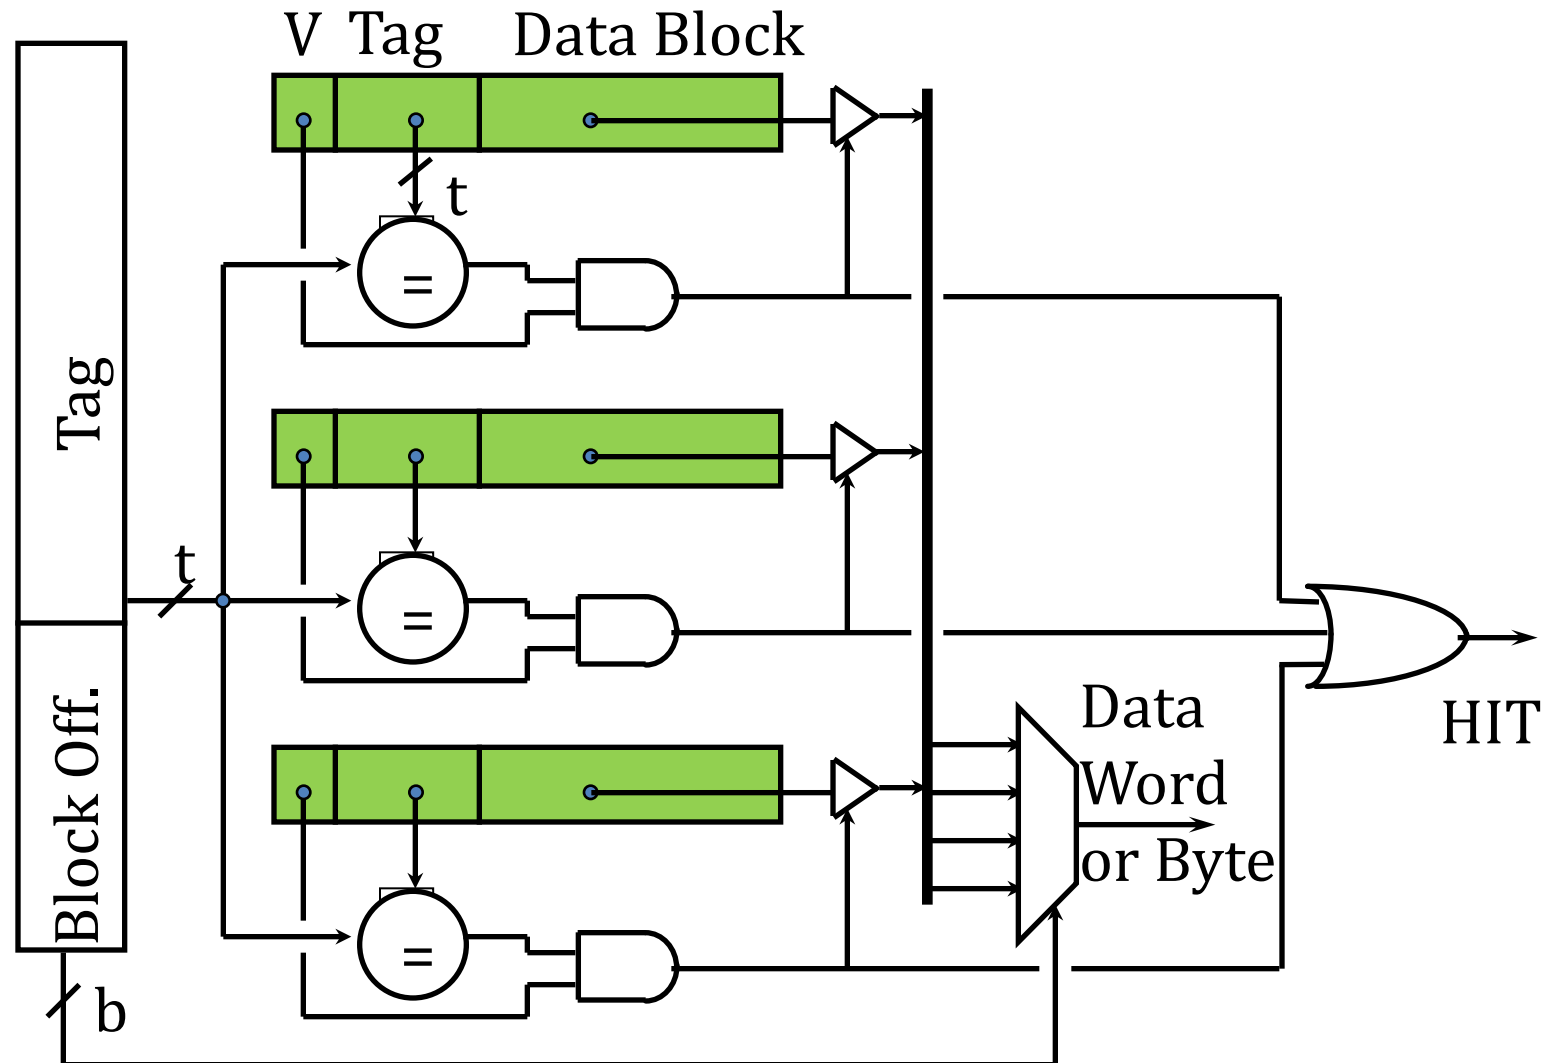 V Tag Data Block
t
=
Tag
=
t
Block Off.
=
b
Data
Word
or Byte
HIT